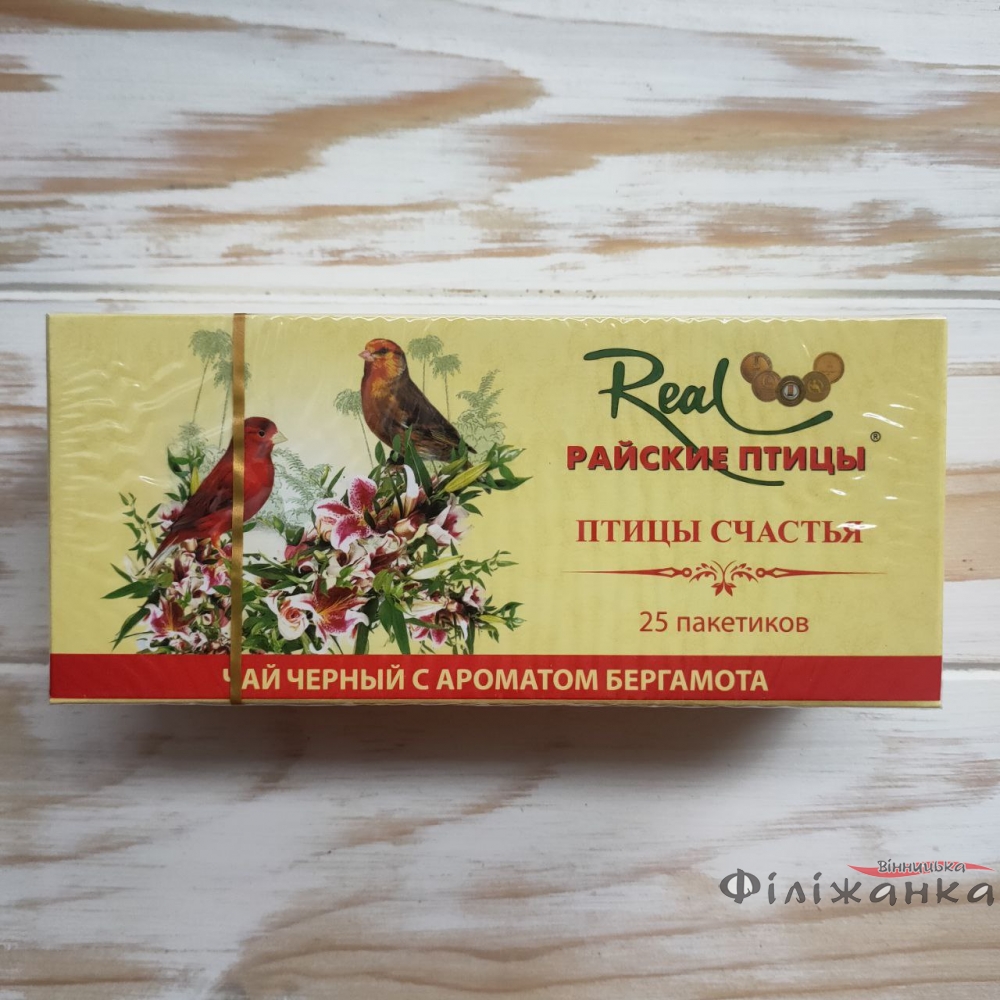 Real
РАЙСКИЕ ПТИЦЫ®
ПТИЦЫ СЧАСТЬЯ
25 пакетиков
ЧАЙ ЧЕРНЫЙ С АРОМАТОМ БЕРГАМОТА
Вінницька
Філіжанка